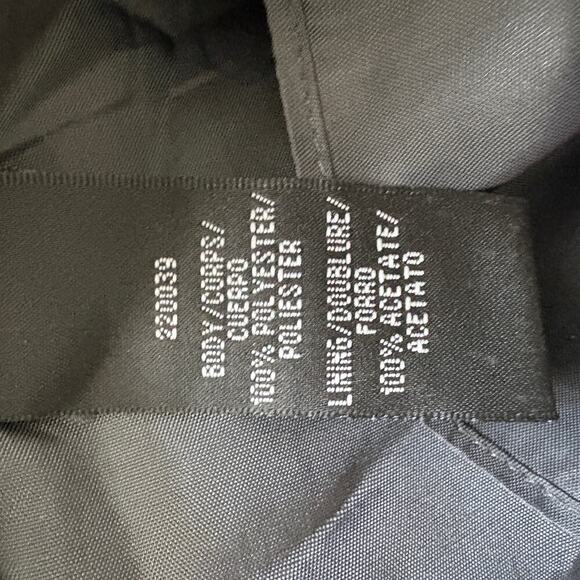 220039
BODY/CORPS/
CUERPO
100% POLYESTER/
POLIESTER
LINING/DOUBLURE/
FORRO
100% ACETATE/
ACETATO